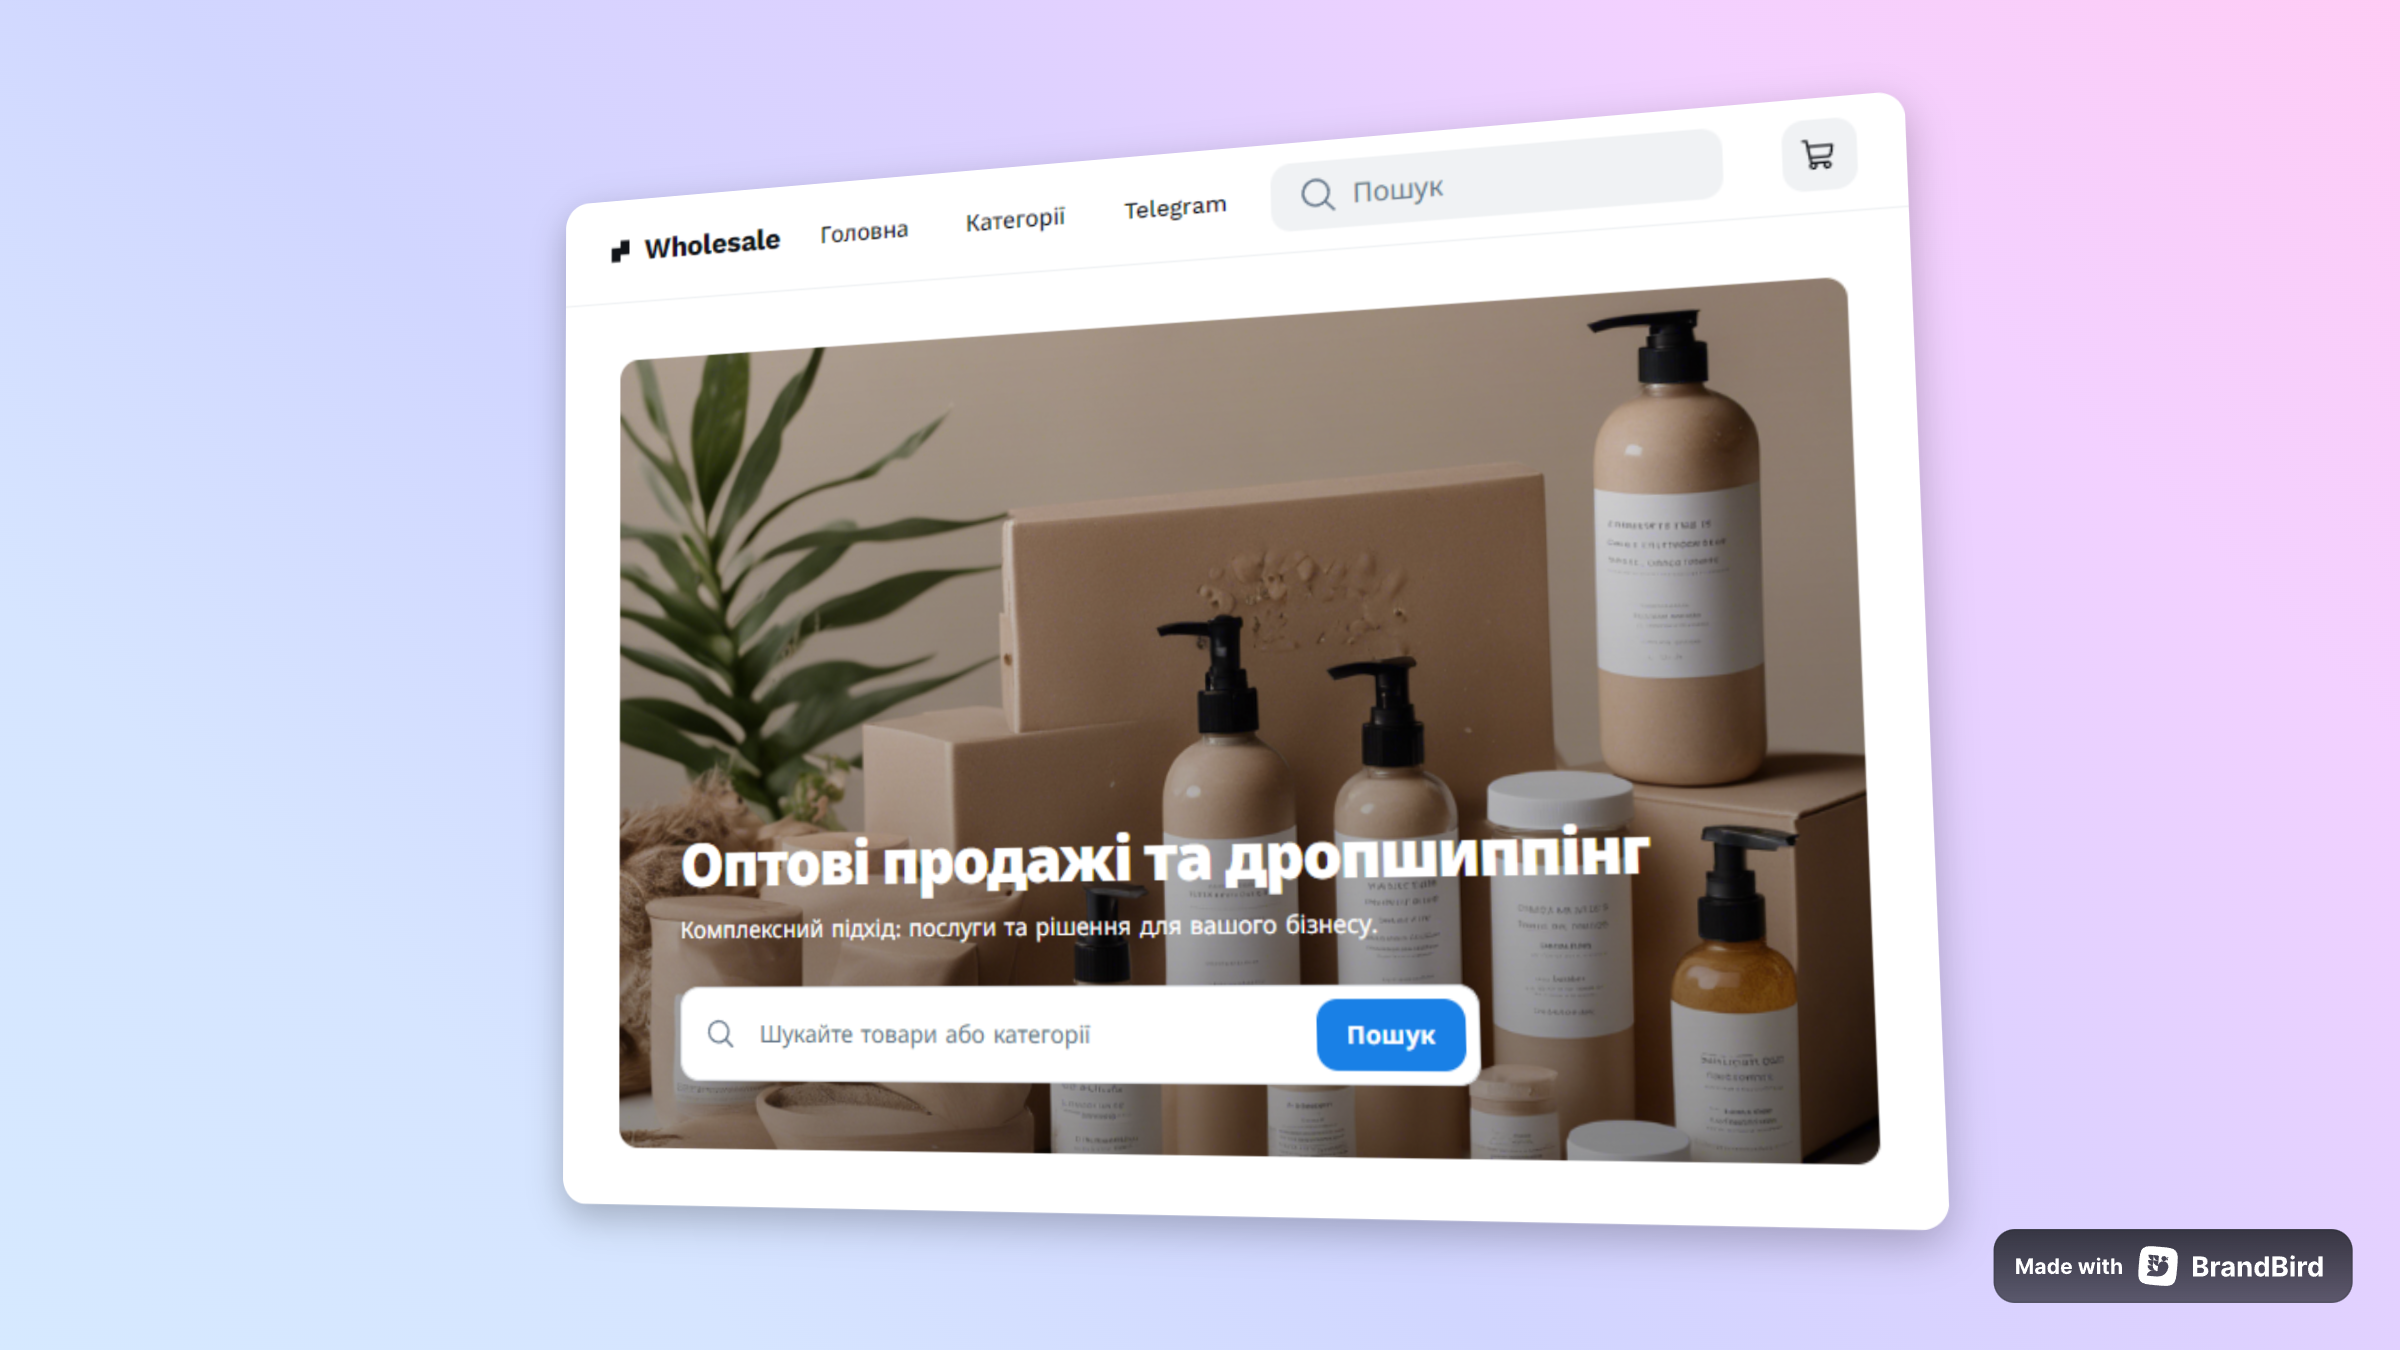 Wholesale
Головна
Категорії
Telegram
Пошук
Оптові продажі та дропшиппінг
Комплексний підхід: послуги та рішення для вашого бізнесу.
Шукайте товари або категорії
Пошук
Made with BrandBird